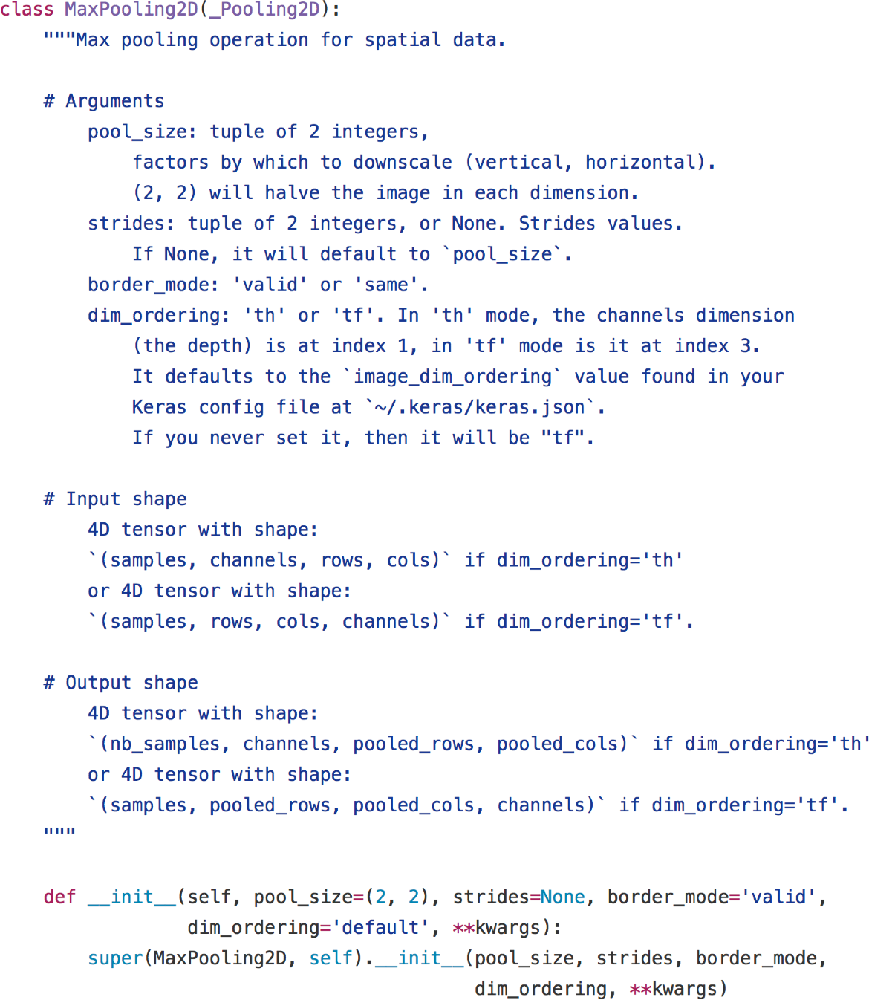 class MaxPooling2D(_Pooling2D):
    """Max pooling operation for spatial data.

    # Arguments
        pool_size: tuple of 2 integers,
            factors by which to downscale (vertical, horizontal).
            (2, 2) will halve the image in each dimension.
        strides: tuple of 2 integers, or None. Strides values.
            If None, it will default to `pool_size`.
        border_mode: 'valid' or 'same'.
        dim_ordering: 'th' or 'tf'. In 'th' mode, the channels dimension
            (the depth) is at index 1, in 'tf' mode is it at index 3.
            It defaults to the `image_dim_ordering` value found in your
            Keras config file at `~/.keras/keras.json`.
            If you never set it, then it will be "tf".

    # Input shape
        4D tensor with shape:
        `(samples, channels, rows, cols)` if dim_ordering='th'
        or 4D tensor with shape:
        `(samples, rows, cols, channels)` if dim_ordering='tf'.

    # Output shape
        4D tensor with shape:
        `(nb_samples, channels, pooled_rows, pooled_cols)` if dim_ordering='th'
        or 4D tensor with shape:
        `(samples, pooled_rows, pooled_cols, channels)` if dim_ordering='tf'.
    """

    def __init__(self, pool_size=(2, 2), strides=None, border_mode='valid',
                 dim_ordering='default', **kwargs):
        super(MaxPooling2D, self).__init__(pool_size, strides, border_mode,
                                           dim_ordering, **kwargs)